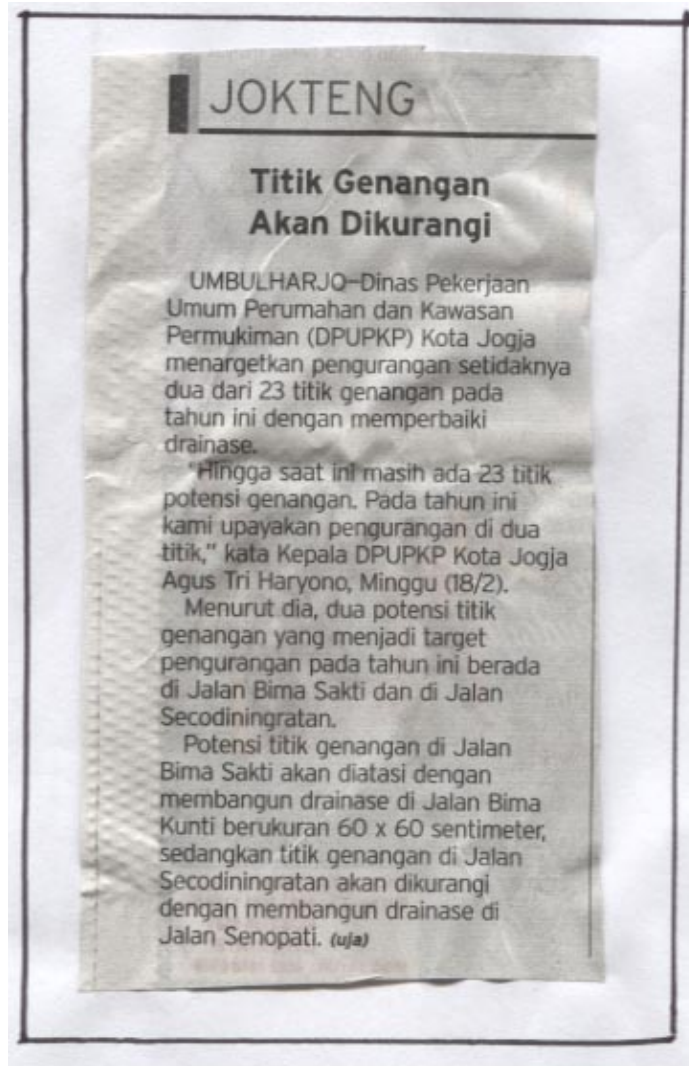 JOKTENG
Titik Genangan
Akan Dikurangi
UMBULHARJO—Dinas Pekerjaan
Umum Perumahan dan Kawasan
Permukiman (DPUPKP) Kota Jogja
menargetkan pengurangan setidaknya
dua dari 23 titik genangan pada
tahun ini dengan memperbaiki
drainase.
"Hingga saat ini masih ada 23 titik
potensi genangan. Pada tahun ini
kami upayakan pengurangan di dua
titik," kata Kepala DPUPKP Kota Jogja
Agus Tri Haryono, Minggu (18/2).
Menurut dia, dua potensi titik
genangan yang menjadi target
pengurangan pada tahun ini berada
di Jalan Bima Sakti dan di Jalan
Secodiningratan.
Potensi titik genangan di Jalan
Bima Sakti akan diatasi dengan
membangun drainase di Jalan Bima
Kunti berukuran 60 x 60 sentimeter,
sedangkan titik genangan di Jalan
Secodiningratan akan dikurangi
dengan membangun drainase di
Jalan Senopati. (uja)